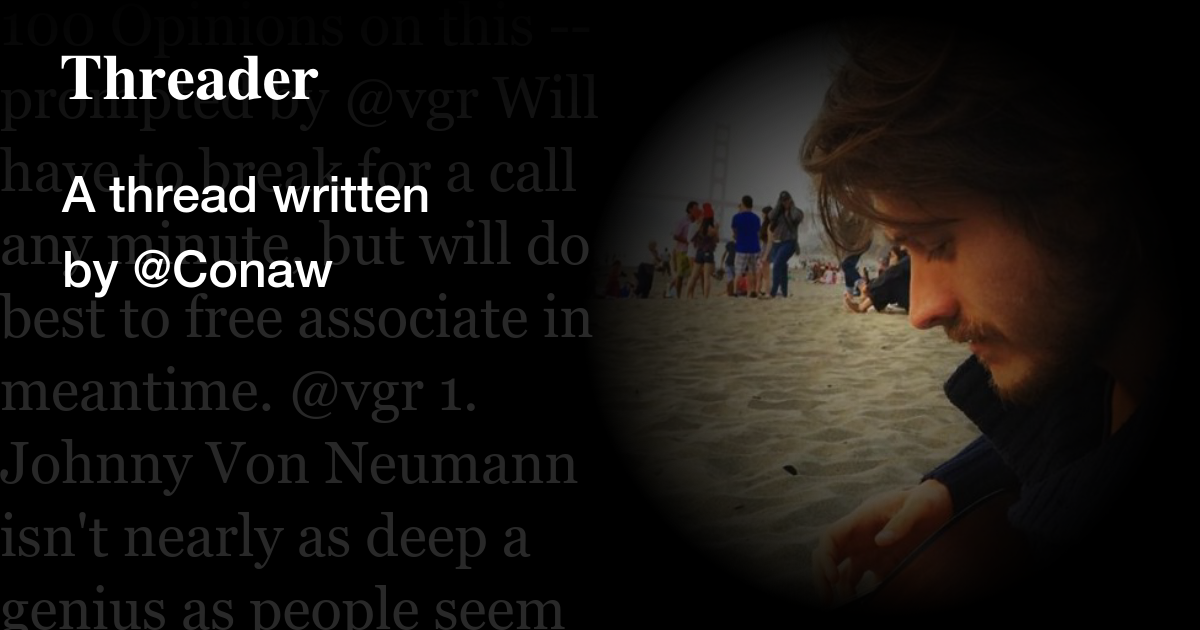 Threader
A thread written
by @Conaw
100 Opinions on this --
prompted by @vgr Will
have to break for a call
any minute, but will do
best to free associate in
meantime. @vgr 1.
Johnny Von Neumann
isn't nearly as deep a
genius as people seem